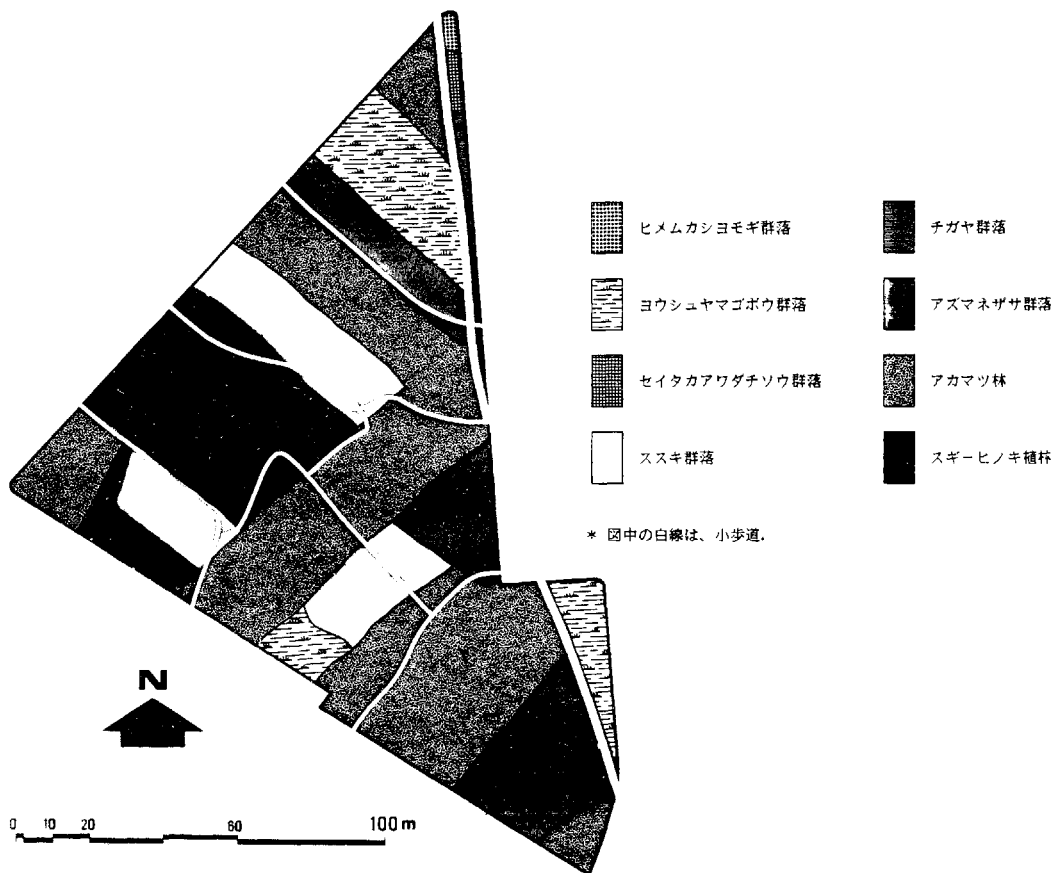 ヒメムカシヨモギ群落
ヨウシュヤマゴボウ群落
セイタカアワダチソウ群落
ススキ群落
チガヤ群落
アズマネザサ群落
アカマツ林
スギーヒノキ植林
* 図中の白線は、小歩道.
N
0 10 20 60 100m